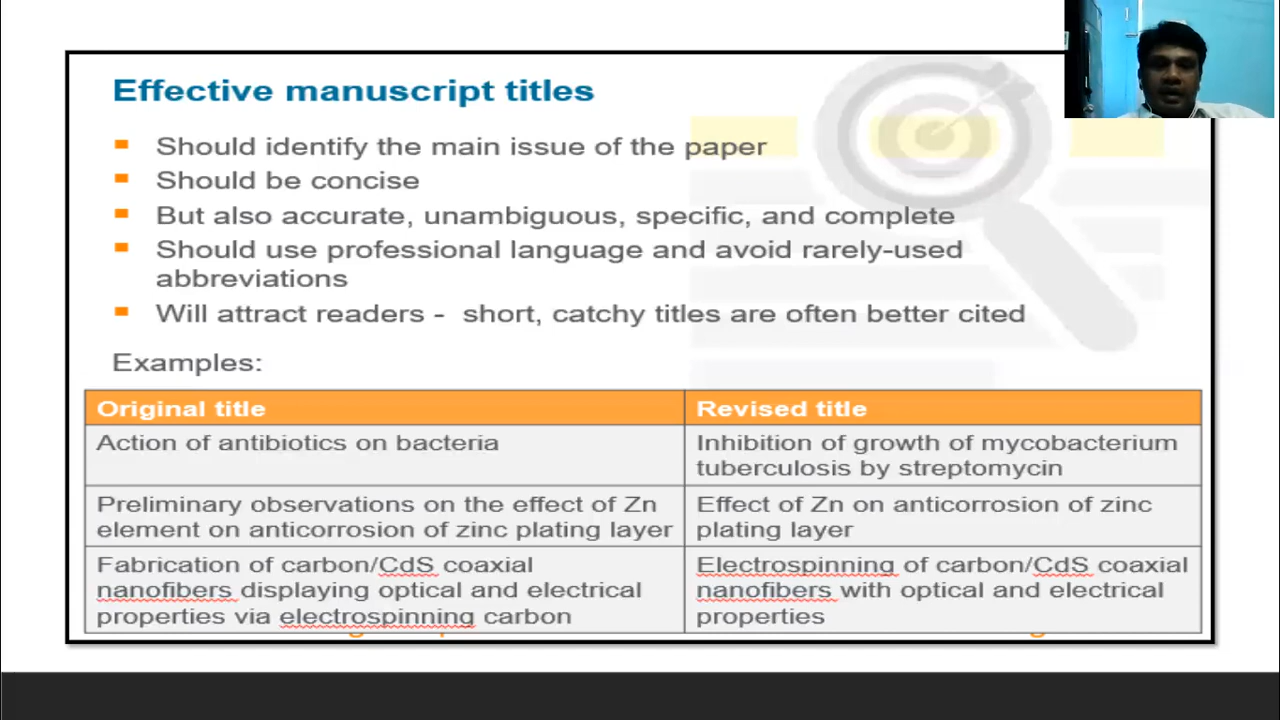 Effective manuscript titles
Should identify the main issue of the paper
Should be concise
But also accurate, unambiguous, specific, and complete
Should use professional language and avoid rarely-used
abbreviations
Will attract readers - short, catchy titles are often better cited
Examples:
Original title
Revised title
Action of antibiotics on bacteria
Inhibition of growth of mycobacterium
tuberculosis by streptomycin
Preliminary observations on the effect of Zn
element on anticorrosion of zinc plating layer
Effect of Zn on anticorrosion of zinc
plating layer
Fabrication of carbon/CdS coaxial
nanofibers displaying optical and electrical
properties via electrospinning carbon
Electrospinning of carbon/CdS coaxial
nanofibers with optical and electrical
properties